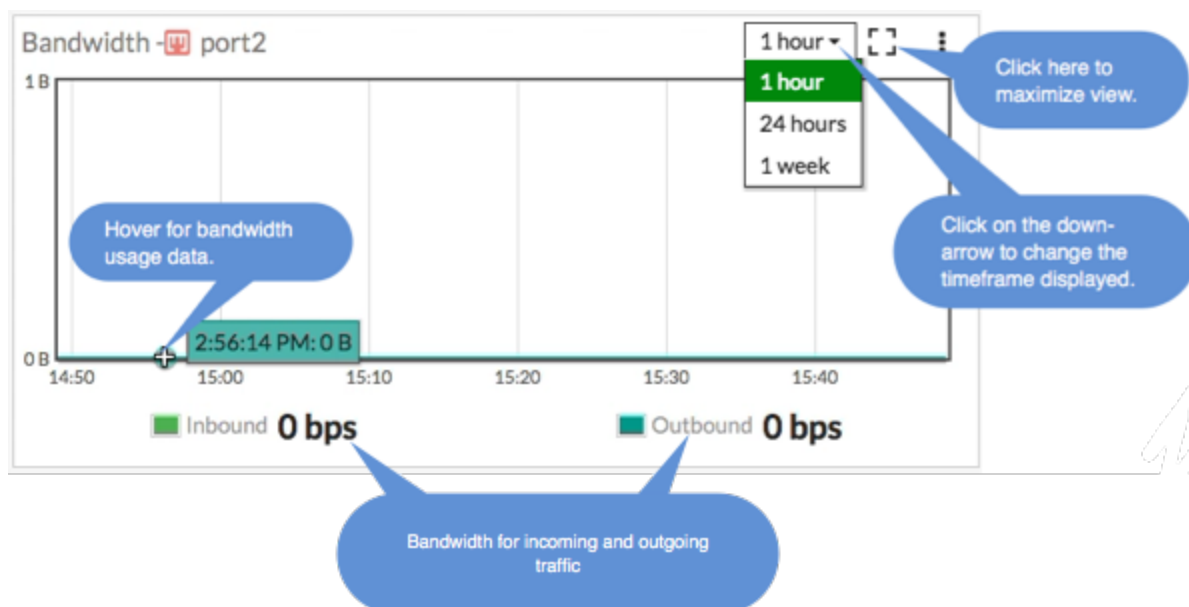 Bandwidth - port2
1 hour
1 hour
24 hours
1 week
Click here to
maximize view.
1 B
Hover for bandwidth
usage data.
Click on the down-
arrow to change the
timeframe displayed.
2:56:14 PM: 0 B
0 B
14:50 15:00 15:10 15:20 15:30 15:40
Inbound 0 bps Outbound 0 bps
Bandwidth for incoming and outgoing
traffic